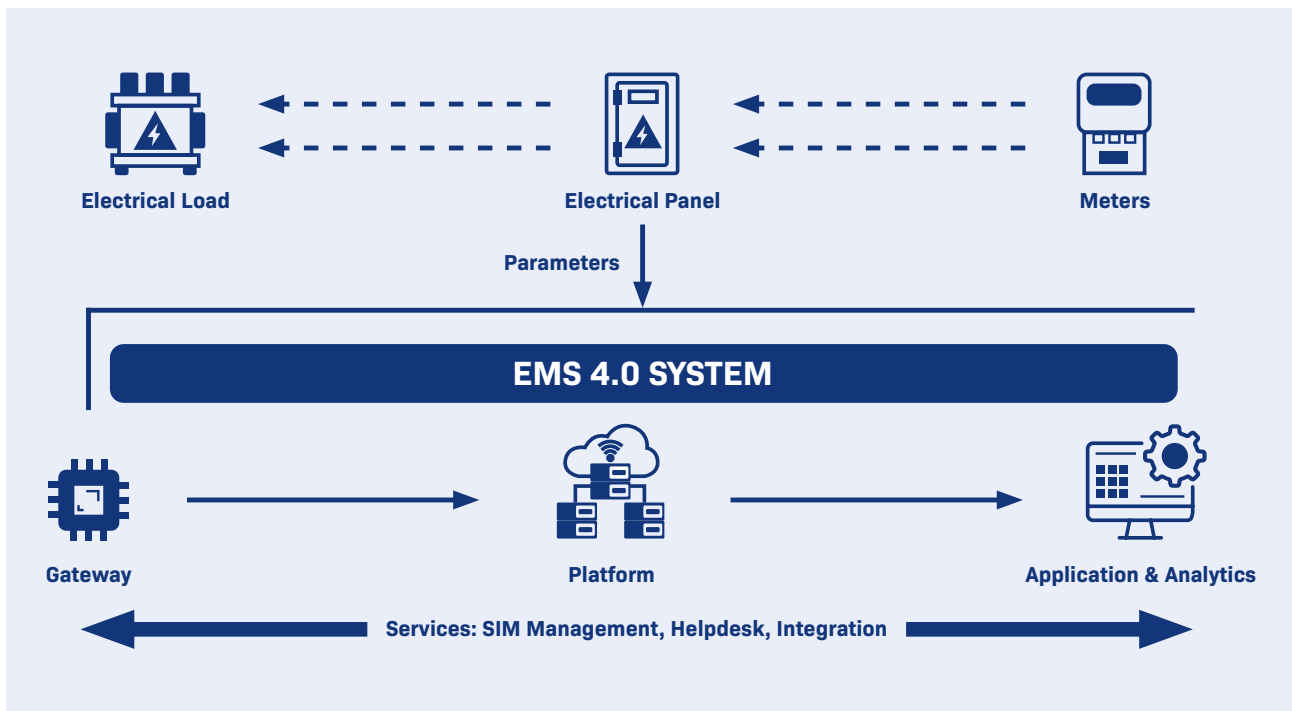 Electrical Load
Electrical Panel
Meters
Parameters
EMS 4.0 SYSTEM
Gateway
Platform
Application & Analytics
Services: SIM Management, Helpdesk, Integration